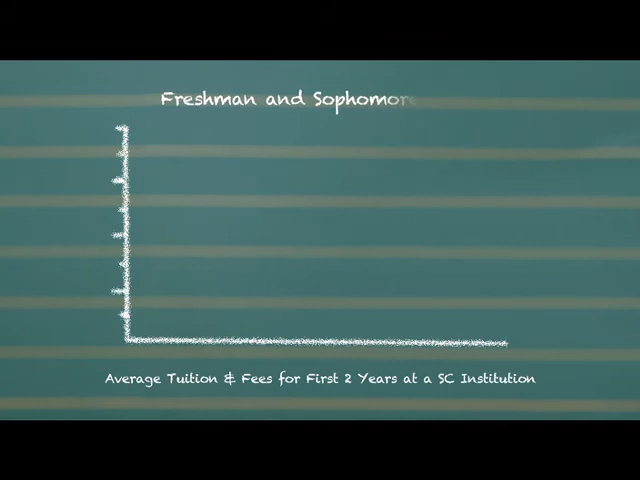 Freshman and Sophomore
Average Tuition & Fees for First 2 Years at a SC Institution